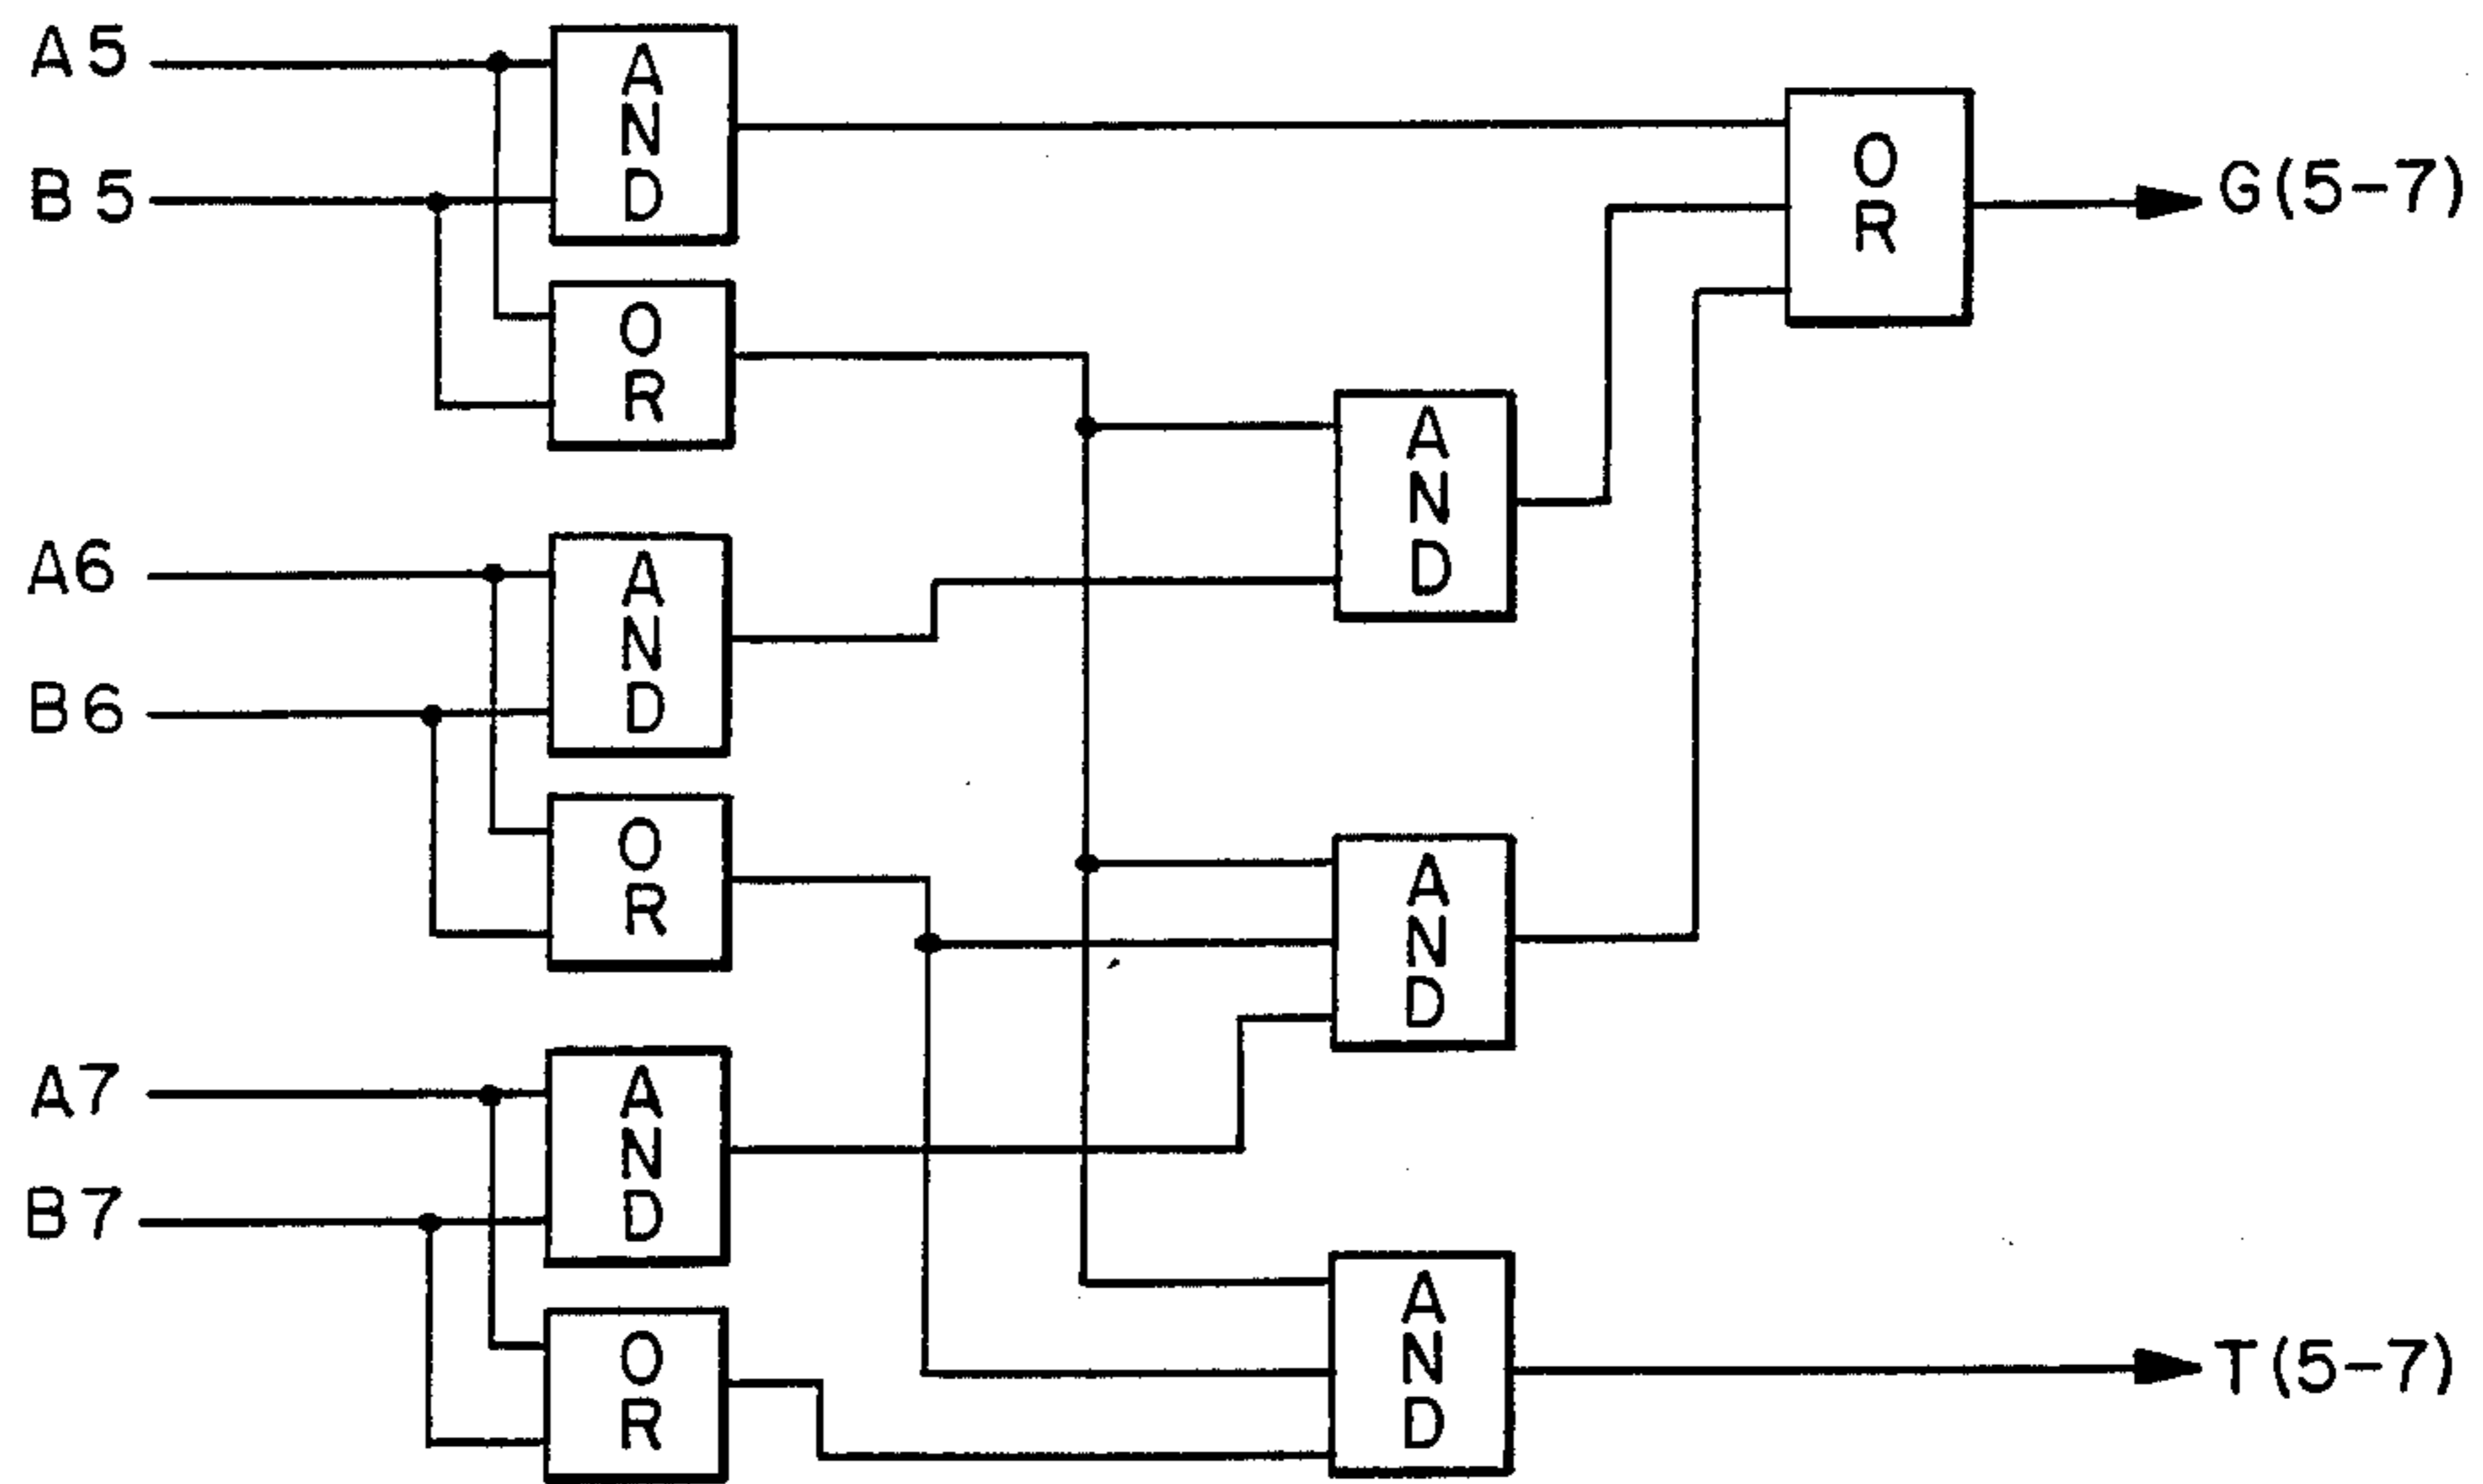 A5
B5
AND
OR
A6
B6
AND
OR
A7
B7
AND
OR
AND
AND
AND
OR
G(5-7)
T(5-7)